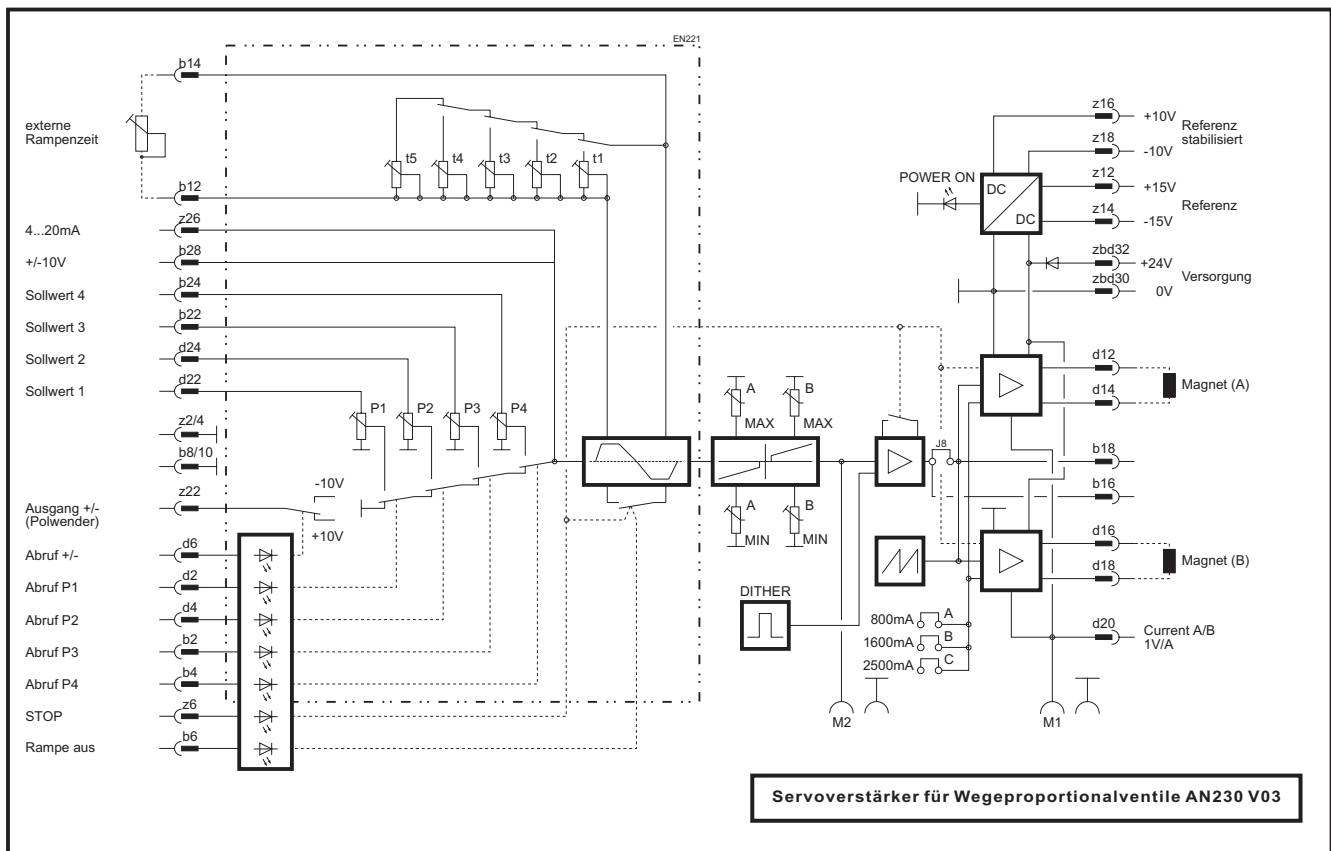 EN221
b14
externe
Rampenzeit
t5
t4
t3
t2
t1
b12
z26
4...20mA
b28
+/-10V
b24
Sollwert 4
b22
Sollwert 3
d24
Sollwert 2
d22
Sollwert 1
P1
P2
P3
P4
z2/4
b8/10
z22
Ausgang +/-
(Polwender)
-10V
+10V
d6
Abruf +/-
d2
Abruf P1
d4
Abruf P2
b2
Abruf P3
b4
Abruf P4
z6
STOP
b6
Rampe aus
A
B
MAX
MAX
A
B
MIN
MIN
DITHER
J8
800mA
A
1600mA
B
2500mA
C
M2
M1
POWER ON
DC
DC
z16
+10V
Referenz
stabilisiert
z18
-10V
z12
+15V
Referenz
z14
-15V
zbd32
+24V
Versorgung
zbd30
0V
d12
Magnet (A)
d14
b18
b16
d16
Magnet (B)
d18
d20
Current A/B
1V/A
Servoverstärker für Wegeproportionalventile AN230 V03